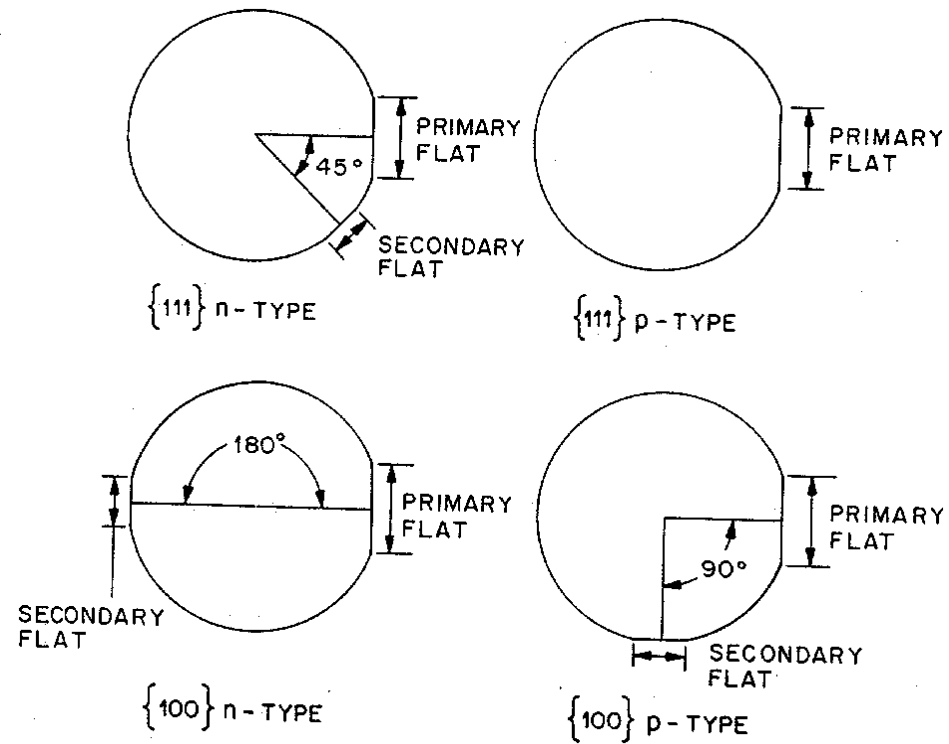 PRIMARY
FLAT
45°
SECONDARY
FLAT
{111} n-TYPE
PRIMARY
FLAT
{111} p-TYPE
180°
PRIMARY
FLAT
SECONDARY
FLAT
{100} n-TYPE
PRIMARY
FLAT
90°
SECONDARY
FLAT
{100} p-TYPE